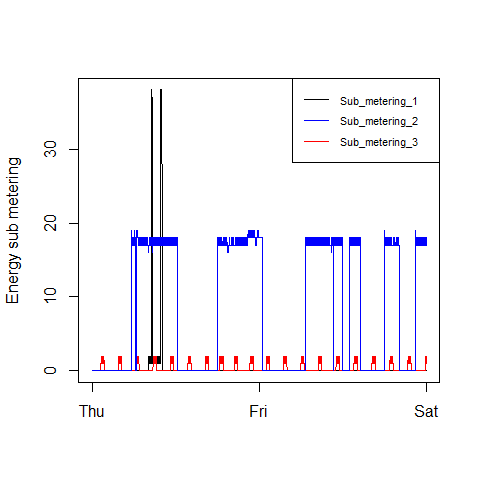 Sub_metering_1
Sub_metering_2
Sub_metering_3
Energy sub metering
30
20
10
0
Thu
Fri
Sat